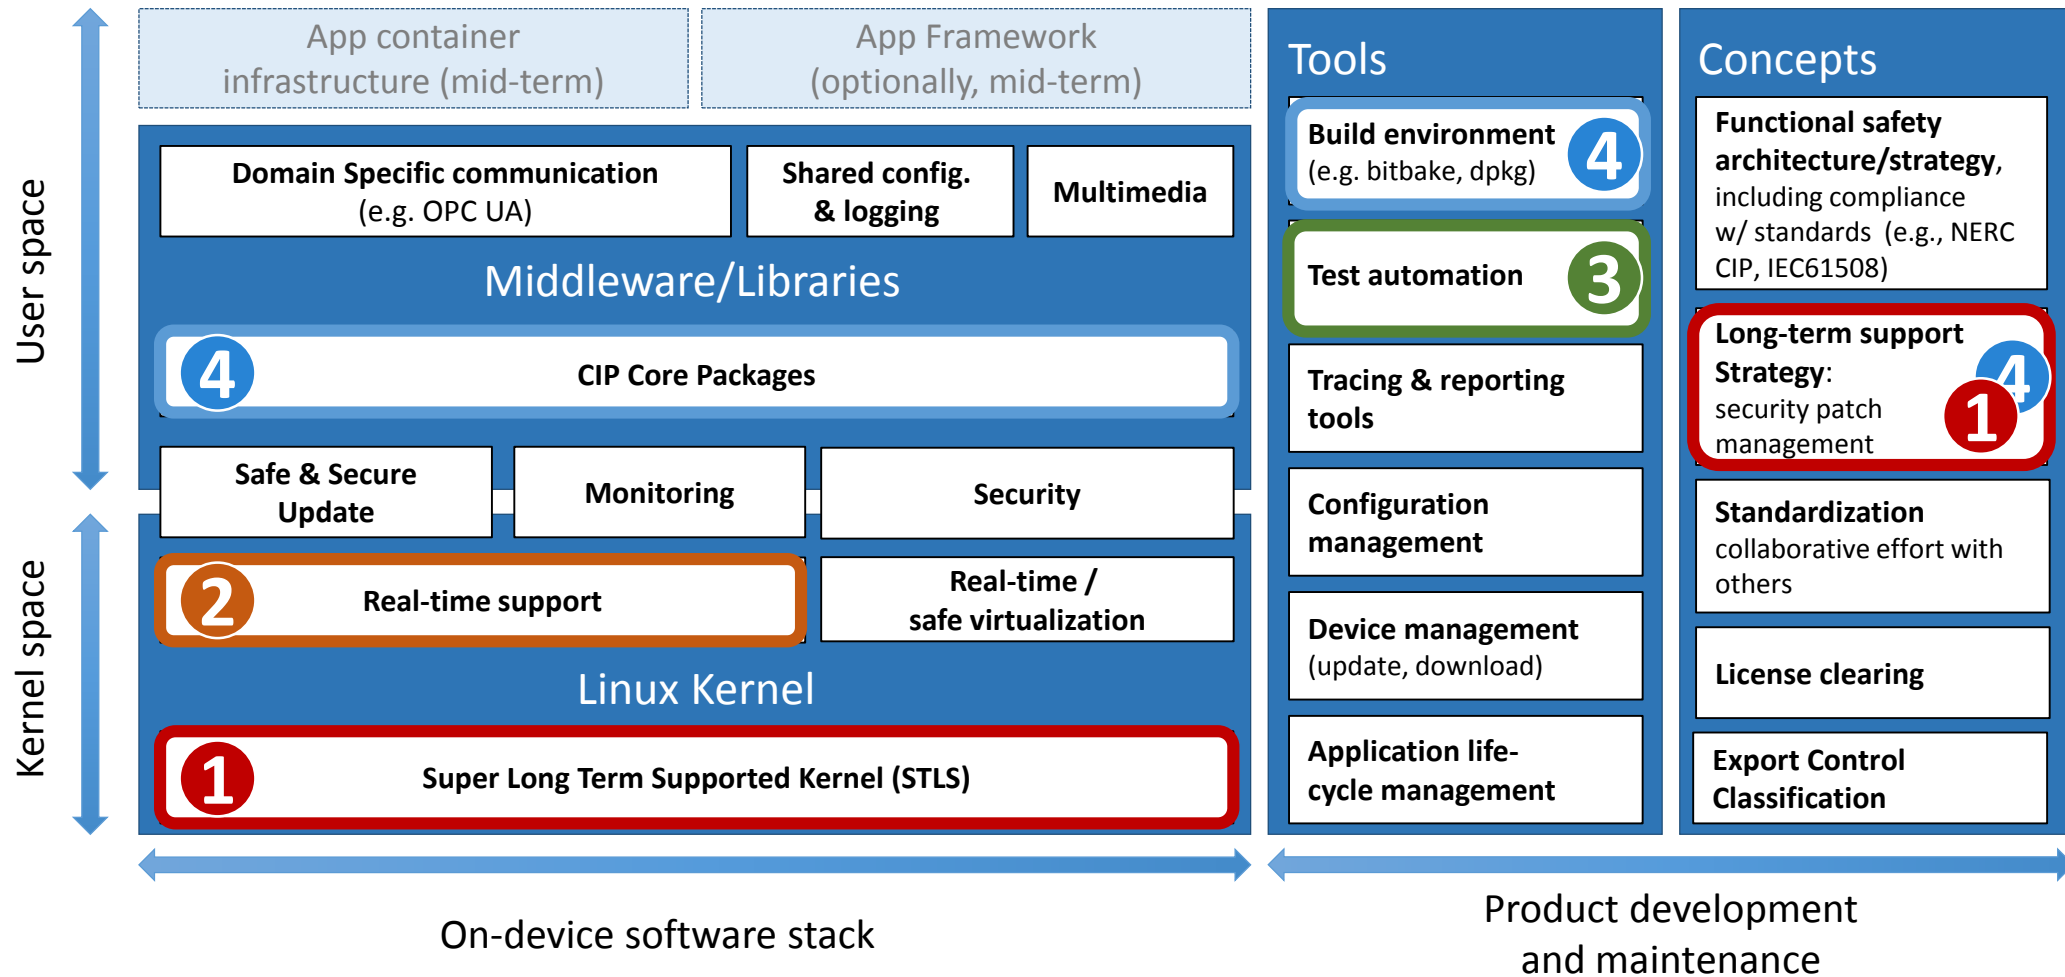 App container
infrastructure (mid-term)
App Framework
(optionally, mid-term)
User space
Domain Specific communication
(e.g. OPC UA)
Shared config.
& logging
Multimedia
Middleware/Libraries
4
CIP Core Packages
Safe & Secure
Update
Monitoring
Security
Kernel space
2
Real-time support
Real-time /
safe virtualization
Linux Kernel
1
Super Long Term Supported Kernel (STLS)
On-device software stack
Tools
Build environment
(e.g. bitbake, dpkg)
4
Test automation
3
Tracing & reporting
tools
Configuration
management
Device management
(update, download)
Application life-
cycle management
Concepts
Functional safety
architecture/strategy,
including compliance
w/ standards (e.g., NERC
CIP, IEC61508)
Long-term support
Strategy:
security patch
management
4
1
Standardization
collaborative effort with
others
License clearing
Export Control
Classification
Product development
and maintenance